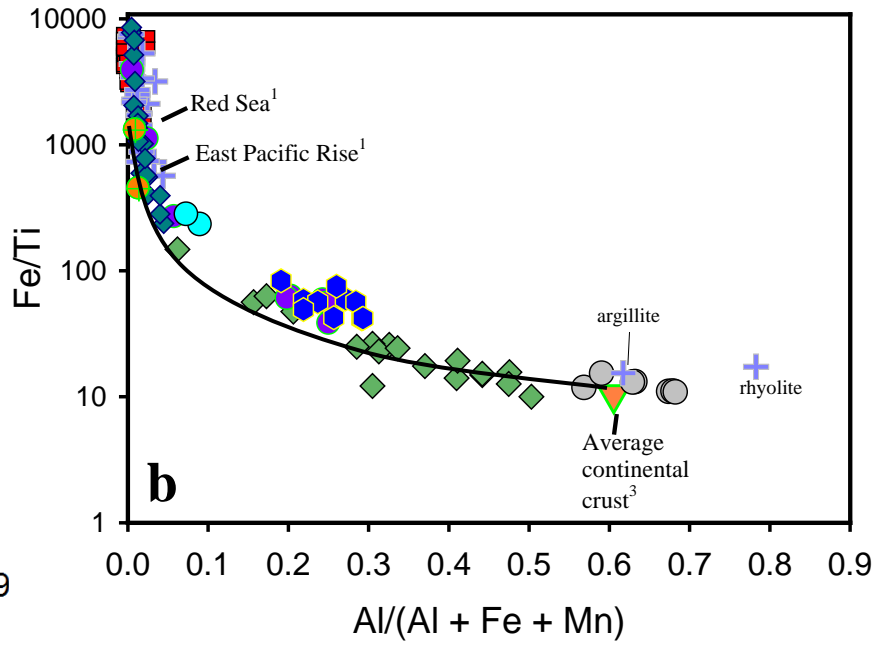 10000
1000
100
10
1
Fe/Ti
Red Sea1
East Pacific Rise1
argillite
rhyolite
Average
continental
crust3
b
9
0.0 0.1 0.2 0.3 0.4 0.5 0.6 0.7 0.8 0.9
Al/(Al + Fe + Mn)